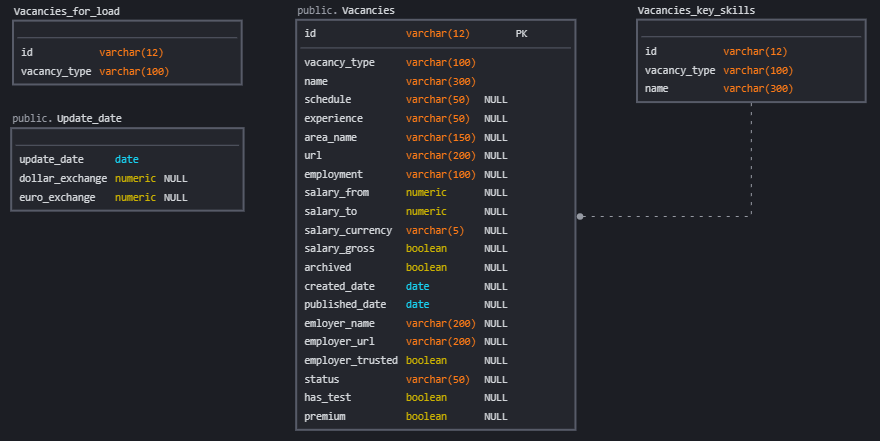 Vacancies_for_load
id varchar(12)
vacancy_type varchar(100)
public. Update_date
update_date date
dollar_exchange numeric NULL
euro_exchange numeric NULL
public. Vacancies
id varchar(12) PK
vacancy_type varchar(100)
name varchar(300)
schedule varchar(50) NULL
experience varchar(50) NULL
area_name varchar(150) NULL
url varchar(200) NULL
employment varchar(100) NULL
salary_from numeric NULL
salary_to numeric NULL
salary_currency varchar(5) NULL
salary_gross boolean NULL
archived boolean NULL
created_date date NULL
published_date date NULL
emloyer_name varchar(200) NULL
employer_url varchar(200) NULL
employer_trusted boolean NULL
status varchar(50) NULL
has_test boolean NULL
premium boolean NULL
Vacancies_key_skills
id varchar(12)
vacancy_type varchar(100)
name varchar(300)